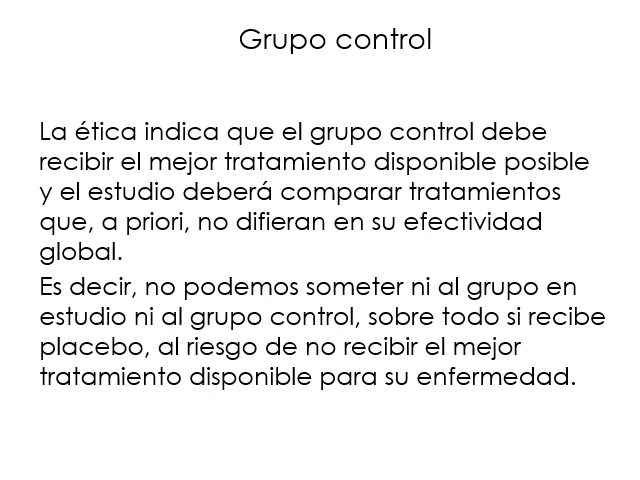 Grupo control
La ética indica que el grupo control debe
recibir el mejor tratamiento disponible posible
y el estudio deberá comparar tratamientos
que, a priori, no difieran en su efectividad
global.
Es decir, no podemos someter ni al grupo en
estudio ni al grupo control, sobre todo si recibe
placebo, al riesgo de no recibir el mejor
tratamiento disponible para su enfermedad.